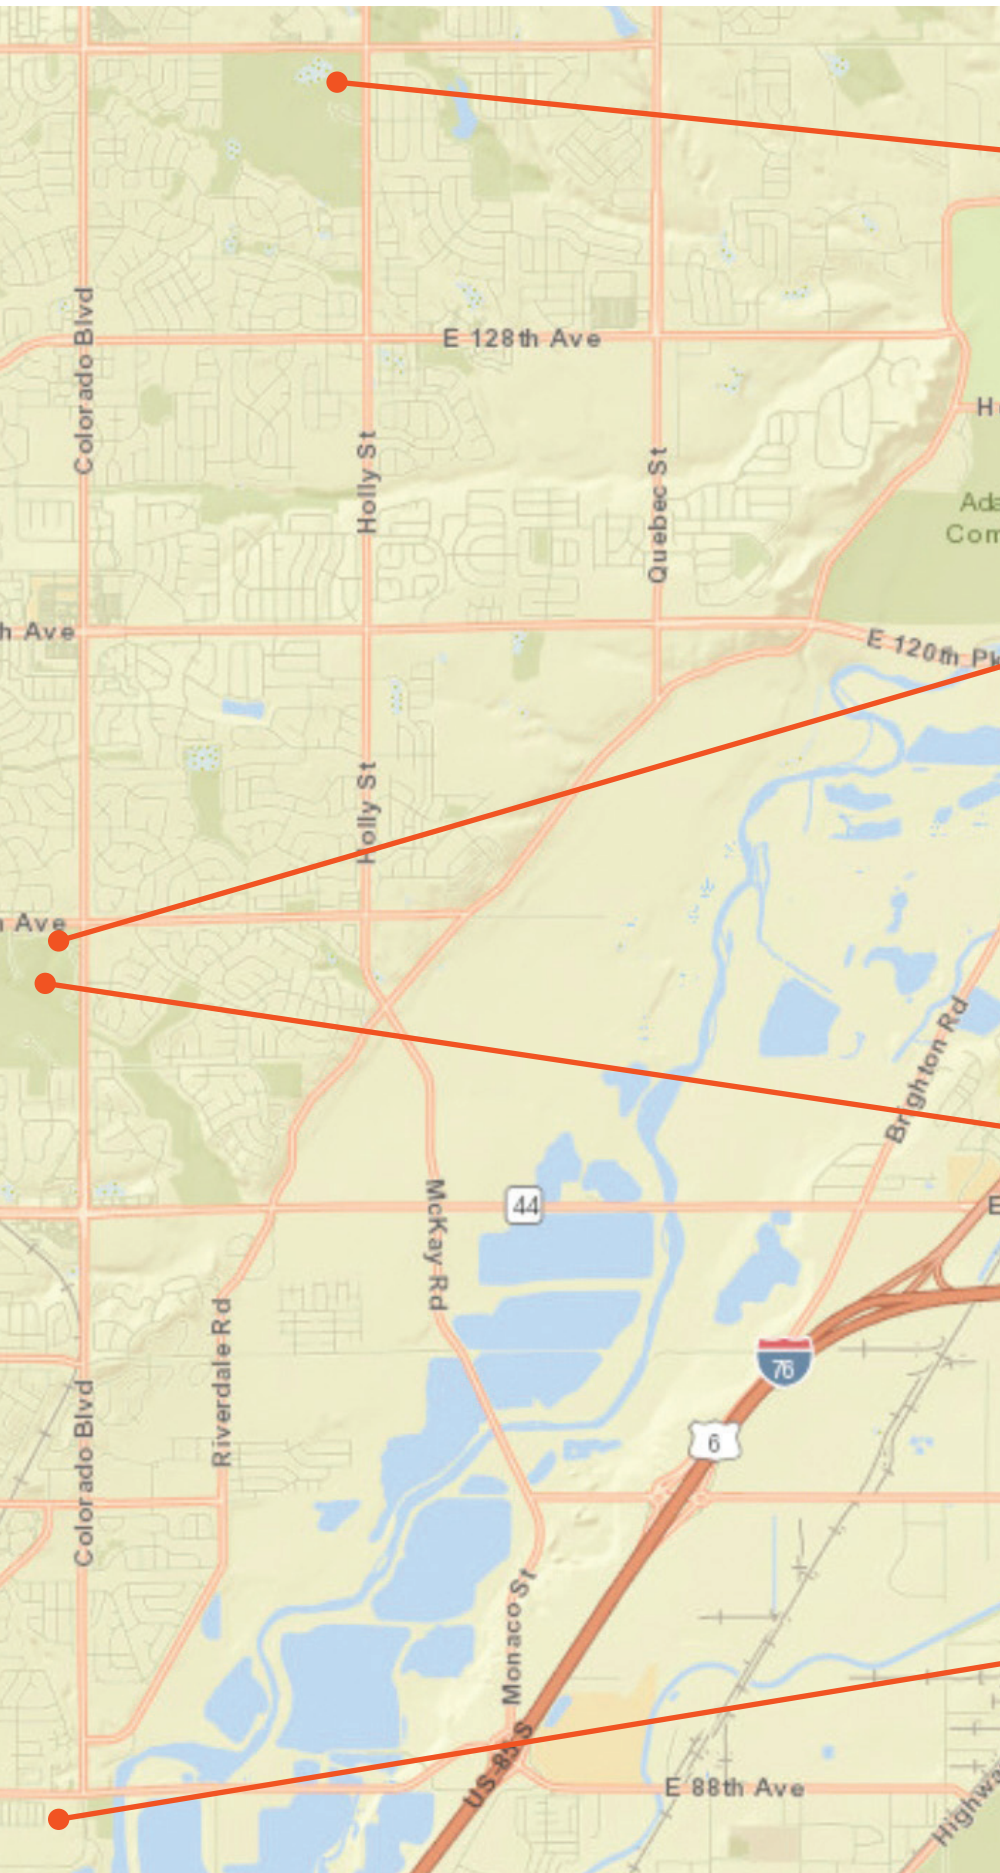 Colorado Blvd
E 128th Ave
Holly St
Quebec St
h Ave
E 120th Pk
Holly St
Ave
Brighton Rd
44
McKay Rd
Riverdale Rd
76
6
Colorado Blvd
Monaco St
US-85 S
E 88th Ave